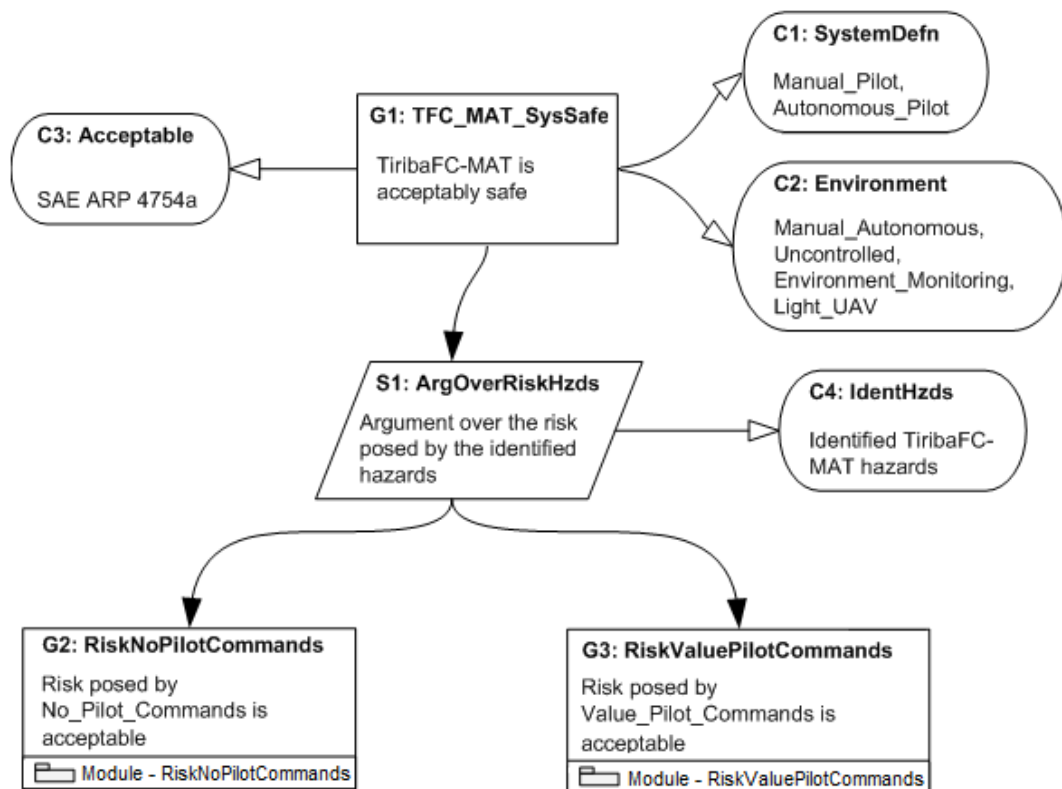 C1: SystemDefn
Manual_Pilot,
Autonomous_Pilot
G1: TFC_MAT_SysSafe
TiribaFC-MAT is
acceptably safe
C3: Acceptable
SAE ARP 4754a
C2: Environment
Manual_Autonomous,
Uncontrolled,
Environment_Monitoring,
Light_UAV
S1: ArgOverRiskHzds
Argument over the risk
posed by the identified
hazards
C4: IdentHzds
Identified TiribaFC-
MAT hazards
G2: RiskNoPilotCommands
Risk posed by
No_Pilot_Commands is
acceptable
Module - RiskNoPilotCommands
G3: RiskValuePilotCommands
Risk posed by
Value_Pilot_Commands is
acceptable
Module - RiskValuePilotCommands